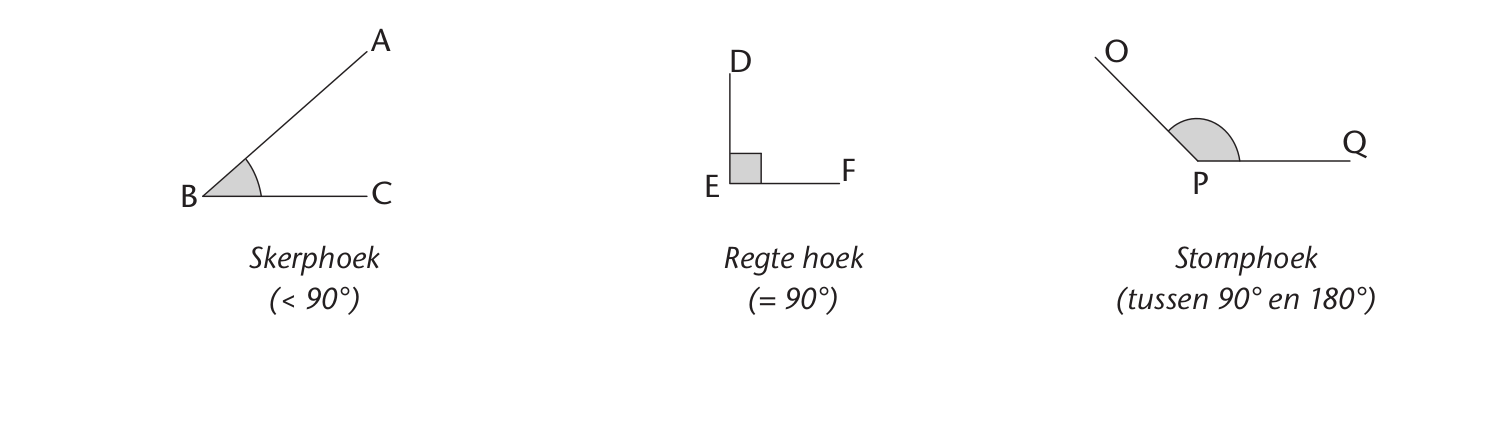 A
B
C
D
E
F
O
P
Q
Skerphoek
(< 90°)
Regte hoek
(= 90°)
Stomphoek
(tussen 90° en 180°)